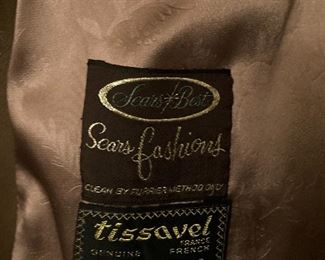 Sears Best
Sears fashions
CLEAN BY FURRIER METHOD ONLY
tissavel
FRANCE
GENUINE FRENCH